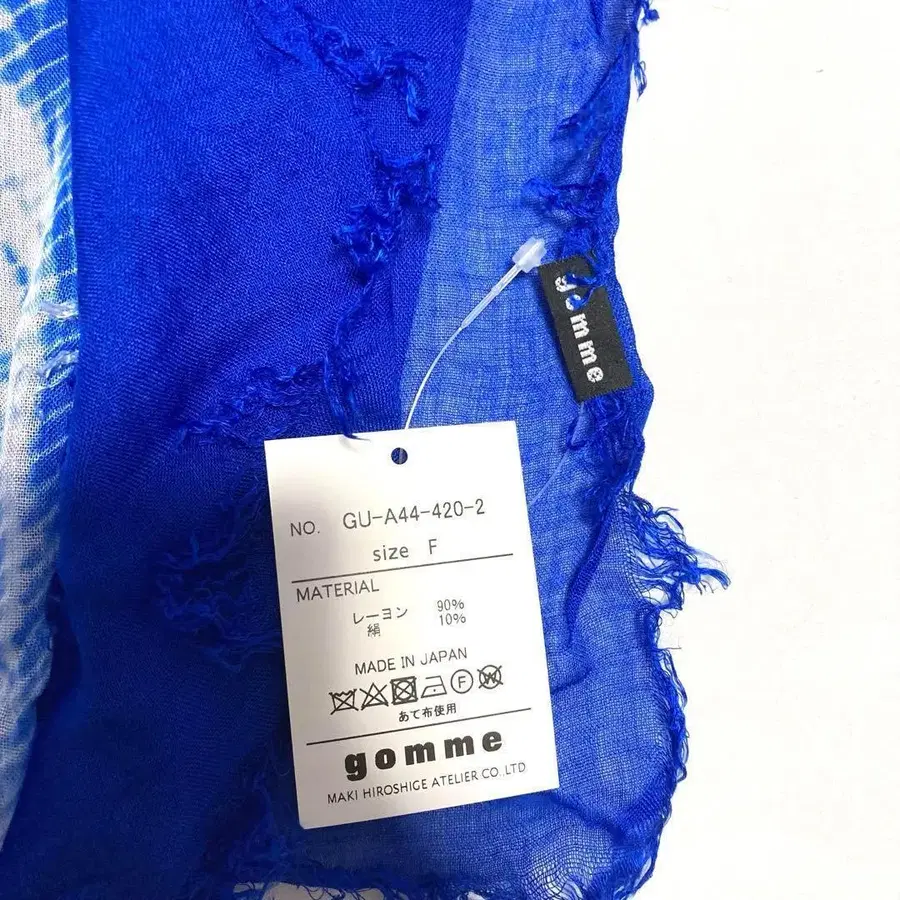 gomme
NO. GU-A44-420-2
size F
MATERIAL
レーヨン 90%
絹 10%
MADE IN JAPAN
F W
あて布使用
gomme
MAKI HIROSHIGE ATELIER CO.,LTD